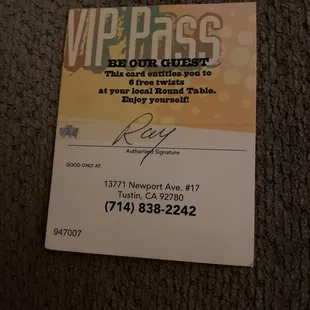 VIP Pass
BE OUR GUEST
This card entitles you to
6 free twists
at your local Round Table.
Enjoy yourself!
Ray
Authorized Signature
GOOD ONLY AT:
13771 Newport Ave. #17
Tustin, CA 92780
(714) 838-2242
947007